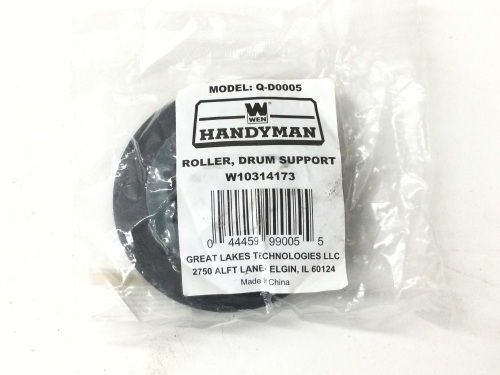 MODEL: Q-D0005
W
WEN
HANDYMAN
ROLLER, DRUM SUPPORT
W10314173
0 44459 99005 5
GREAT LAKES TECHNOLOGIES LLC
2750 ALFT LANE, ELGIN, IL 60124
Made in China